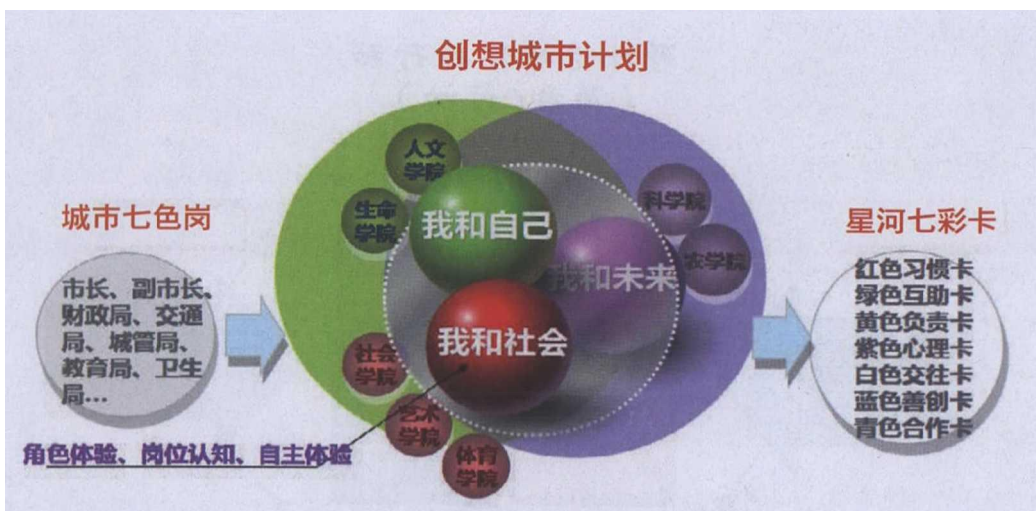 创想城市计划
城市七色岗
市长、副市长、
财政局、交通
局、城管局、
教育局、卫生
局…
角色体验、岗位认知、自主体验
人文
学院
生命
学院
我和自己
我和未来
我和社会
科学院
农学院
社会
学院
艺术
学院
体育
学院
星河七彩卡
红色习惯卡
绿色互助卡
黄色负责卡
紫色心理卡
白色交往卡
蓝色善创卡
青色合作卡